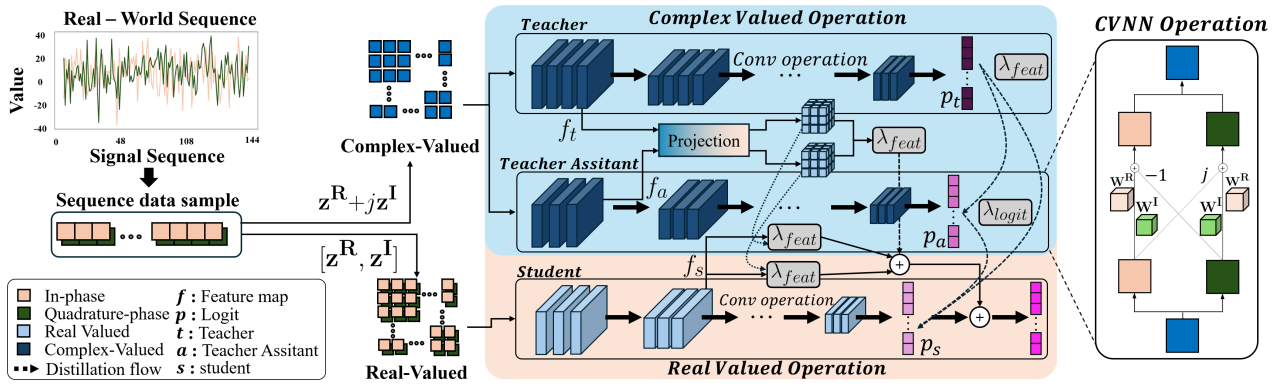 Real – World Sequence
40
20
0
-20
-40
Value
48
108
144
Signal Sequence
Sequence data sample
z^R+jz^I
[z^R, z^I]
In-phase
Quadrature-phase
Real Valued
Complex-Valued
Distillation flow
f : Feature map
p : Logit
t : Teacher
a : Teacher Assitant
s : student
Complex-Valued
Real-Valued
Complex Valued Operation
Teacher
Conv operation
p_t
λ_feat
f_t
Projection
λ_feat
Teacher Assitant
f_a
p_a
λ_logit
λ_feat
f_s
λ_feat
+
Student
Conv operation
p_s
+
Real Valued Operation
CVNN Operation
+
-1
j
+
W^R
W^I
W^I
W^R